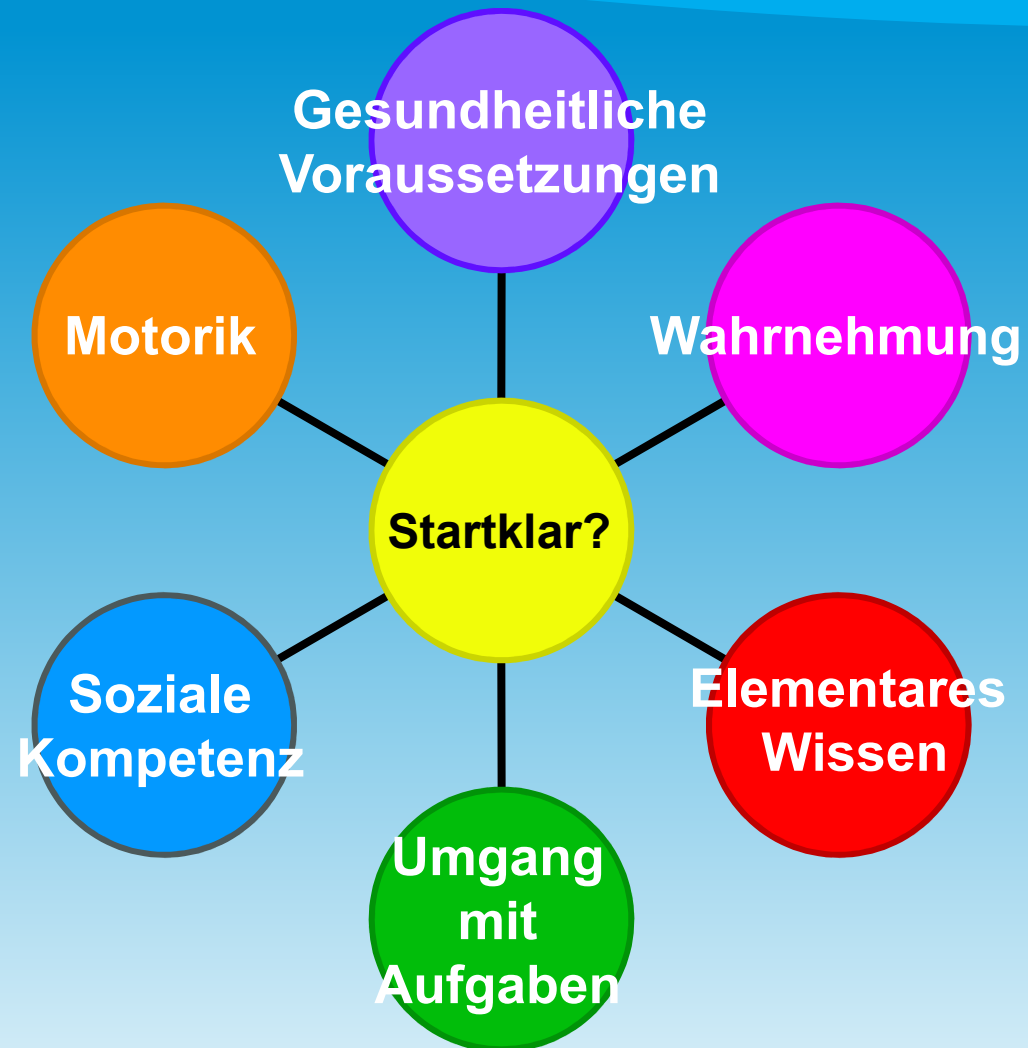 Gesundheitliche
Voraussetzungen
Motorik
Wahrnehmung
Startklar?
Soziale
Kompetenz
Elementares
Wissen
Umgang
mit
Aufgaben